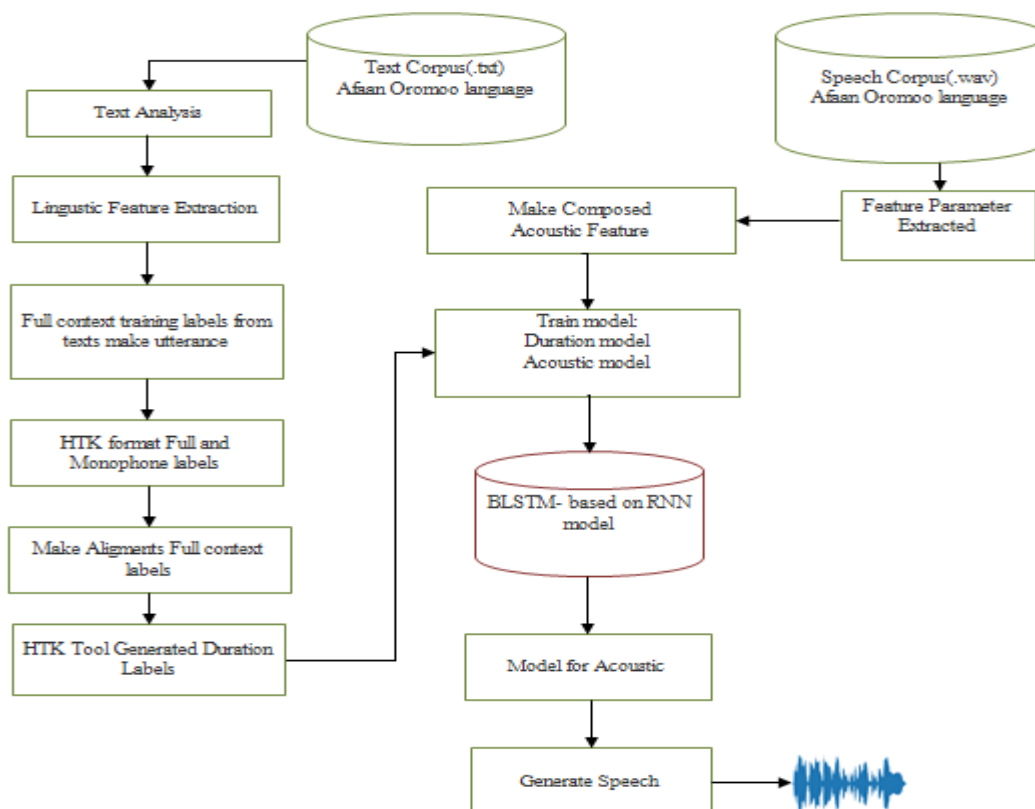 Text Corpus(.txt)
Afaan Oromoo language
Speech Corpus(.wav)
Afaan Oromoo language
Text Analysis
Lingustic Feature Extraction
Make Composed
Acoustic Feature
Feature Parameter
Extracted
Full context training labels from
texts make utterance
Train model:
Duration model
Acoustic model
HTK format Full and
Monophone labels
BLSTM- based on RNN
model
Make Aligments Full context
labels
HTK Tool Generated Duration
Labels
Model for Acoustic
Generate Speech